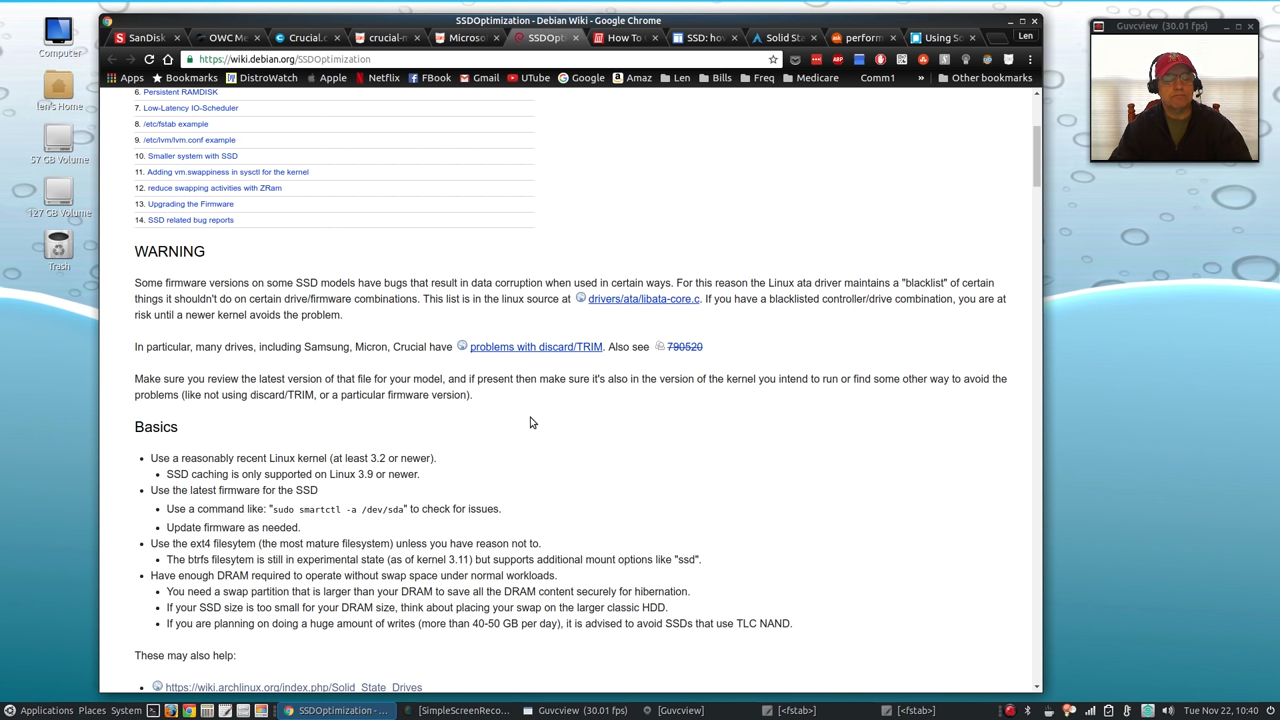 SSDOptimization - Debian Wiki - Google Chrome
SanDisk
OWC Me
Crucial.c
crucial-
Micro
SSDOpt
How To
SSD: ho
Solid Sta
perform
Using S
Len
https://wiki.debian.org/SSDOptimization
Apps
Bookmarks
DistroWatch
Apple
Netflix
FBook
Gmail
UTube
Google
Amaz
Len
Bills
Freq
Medicare
Comm1
»
Other bookmarks
Guvcview (30.01 fps)
Computer
len's Home
57 GB Volume
127 GB Volume
Trash
6. Persistent RAMDISK
7. Low-Latency IO-Scheduler
8. /etc/fstab example
9. /etc/lvm/lvm.conf example
10. Smaller system with SSD
11. Adding vm.swappiness in sysctl for the kernel
12. reduce swapping activities with ZRam
13. Upgrading the Firmware
14. SSD related bug reports
WARNING
Some firmware versions on some SSD models have bugs that result in data corruption when used in certain ways. For this reason the Linux ata driver maintains a "blacklist" of certain
things it shouldn't do on certain drive/firmware combinations. This list is in the linux source at drivers/ata/libata-core.c. If you have a blacklisted controller/drive combination, you are at
risk until a newer kernel avoids the problem.
In particular, many drives, including Samsung, Micron, Crucial have problems with discard/TRIM. Also see 790520
Make sure you review the latest version of that file for your model, and if present then make sure it's also in the version of the kernel you intend to run or find some other way to avoid the
problems (like not using discard/TRIM, or a particular firmware version).
Basics
• Use a reasonably recent Linux kernel (at least 3.2 or newer).
• SSD caching is only supported on Linux 3.9 or newer.
• Use the latest firmware for the SSD
• Use a command like: "sudo smartctl -a /dev/sda" to check for issues.
• Update firmware as needed.
• Use the ext4 filesytem (the most mature filesystem) unless you have reason not to.
• The btrfs filesytem is still in experimental state (as of kernel 3.11) but supports additional mount options like "ssd".
• Have enough DRAM required to operate without swap space under normal workloads.
• You need a swap partition that is larger than your DRAM to save all the DRAM content securely for hibernation.
• If your SSD size is too small for your DRAM size, think about placing your swap on the larger classic HDD.
• If you are planning on doing a huge amount of writes (more than 40-50 GB per day), it is advised to avoid SSDs that use TLC NAND.
These may also help:
• https://wiki.archlinux.org/index.php/Solid_State_Drives
Applications Places System
SSDOptimization - ...
[SimpleScreenReco...
Guvcview (30.01 fps)
[Guvcview]
[<fstab>]
[<fstab>]
Tue Nov 22, 10:40